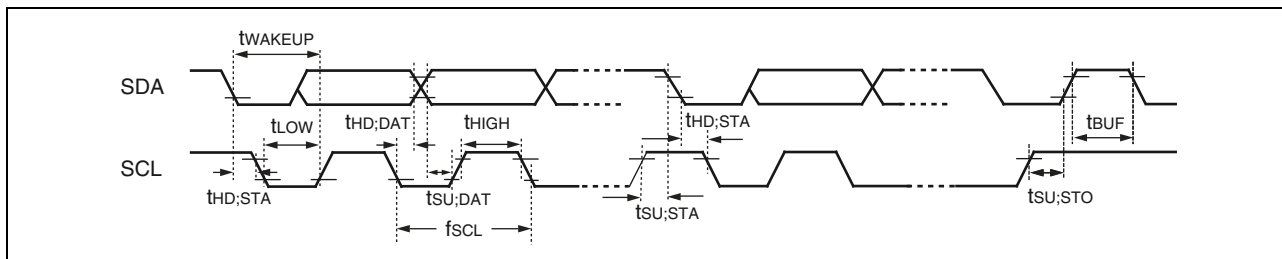 tWAKEUP
SDA
tLOW
tHD;DAT
tHIGH
tHD;STA
tBUF
SCL
tHD;STA
tSU;DAT
tSU;STA
tSU;STO
fSCL